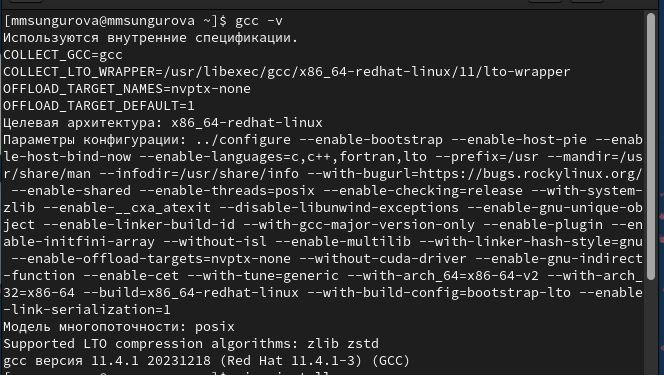 [mmsungurova@mmsungurova ~]$ gcc -v
Используются внутренние спецификации.
COLLECT_GCC=gcc
COLLECT_LTO_WRAPPER=/usr/libexec/gcc/x86_64-redhat-linux/11/lto-wrapper
OFFLOAD_TARGET_NAMES=nvptx-none
OFFLOAD_TARGET_DEFAULT=1
Целевая архитектура: x86_64-redhat-linux
Параметры конфигурации: ../configure --enable-bootstrap --enable-host-pie --enab
le-host-bind-now --enable-languages=c,c++,fortran,lto --prefix=/usr --mandir=/us
r/share/man --infodir=/usr/share/info --with-bugurl=https://bugs.rockylinux.org/
--enable-shared --enable-threads=posix --enable-checking=release --with-system-
zlib --enable-__cxa_atexit --disable-libunwind-exceptions --enable-gnu-unique-ob
ject --enable-linker-build-id --with-gcc-major-version-only --enable-plugin --en
able-initfini-array --without-isl --enable-multilib --with-linker-hash-style=gnu
--enable-offload-targets=nvptx-none --without-cuda-driver --enable-gnu-indirect
-function --enable-cet --with-tune=generic --with-arch_64=x86-64-v2 --with-arch_
32=x86-64 --build=x86_64-redhat-linux --with-build-config=bootstrap-lto --enable
-link-serialization=1
Модель многопоточности: posix
Supported LTO compression algorithms: zlib zstd
gcc версия 11.4.1 20231218 (Red Hat 11.4.1-3) (GCC)